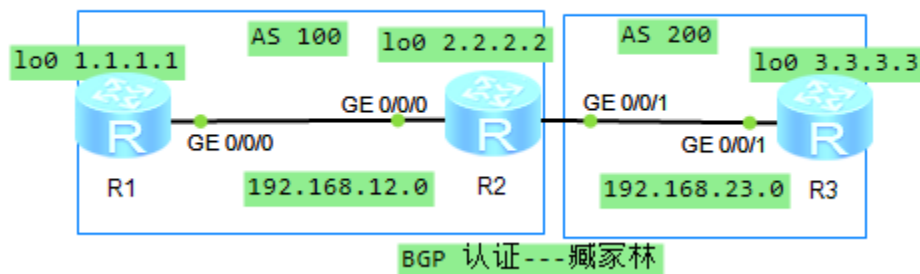 AS 100
lo0 2.2.2.2
AS 200
lo0 1.1.1.1
lo0 3.3.3.3
GE 0/0/0
GE 0/0/1
R
R
R
GE 0/0/0
GE 0/0/1
R1
192.168.12.0
R2
192.168.23.0
R3
BGP 认证---臧家林